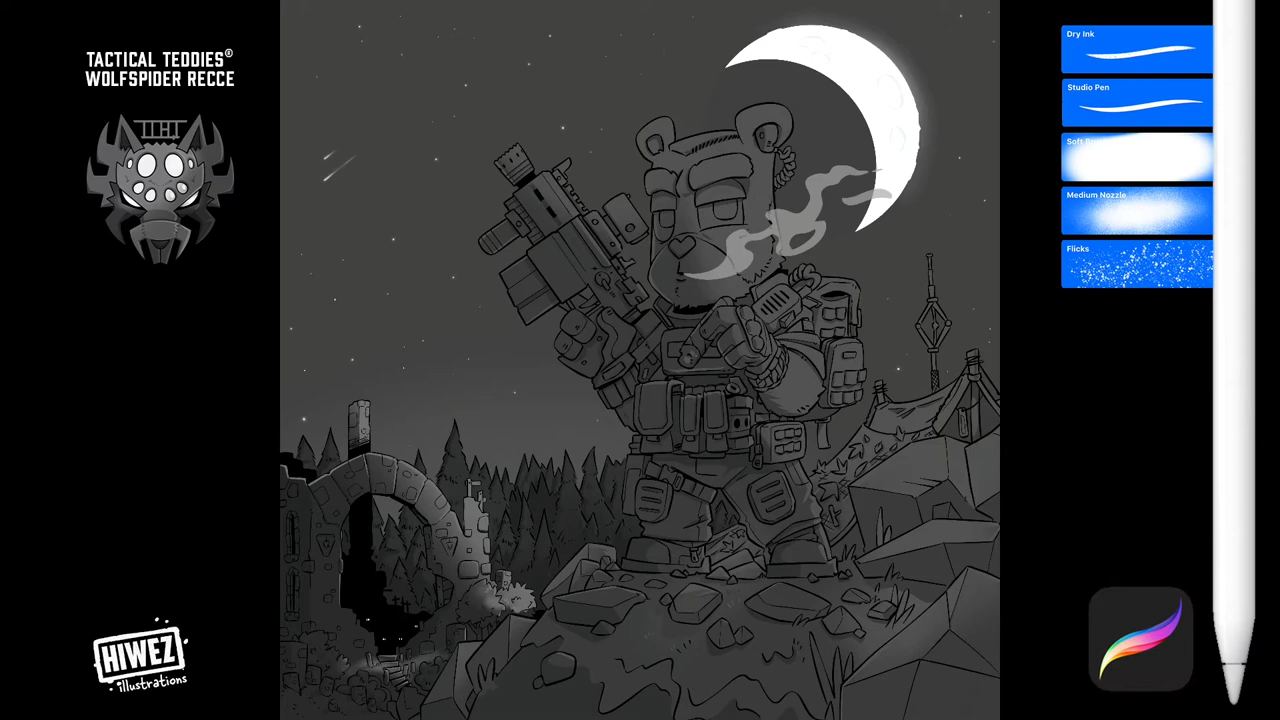 TACTICAL TEDDIES®
WOLFSPIDER RECCE
HIWEZ
illustrations
Dry Ink
Studio Pen
Medium Nozzle
Flicks